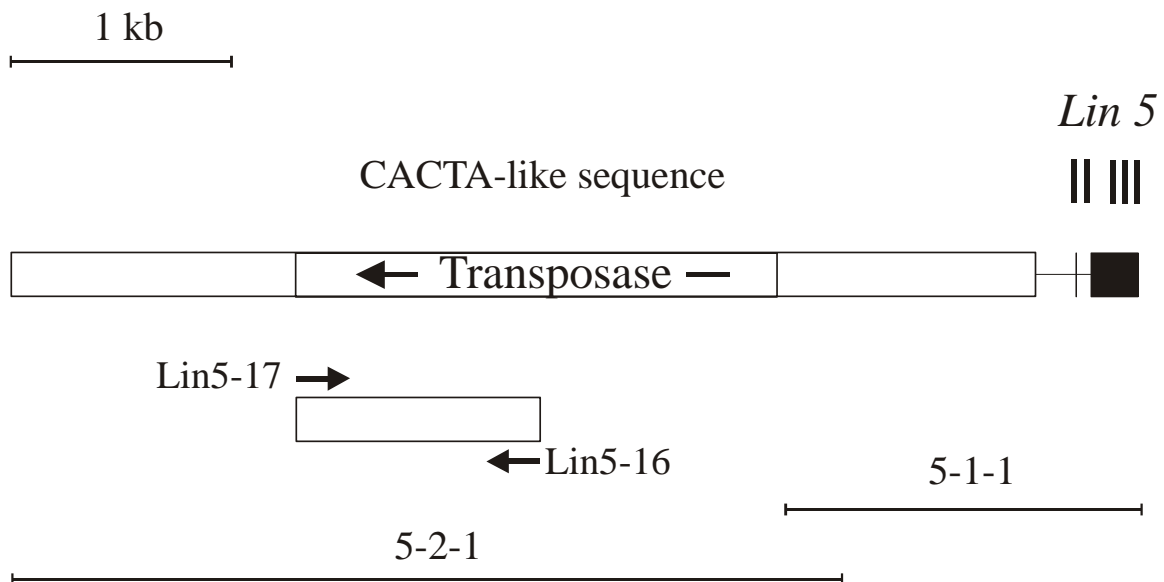 1 kb
Lin 5
CACTA-like sequence
Transposase
Lin5-17
Lin5-16
5-1-1
5-2-1